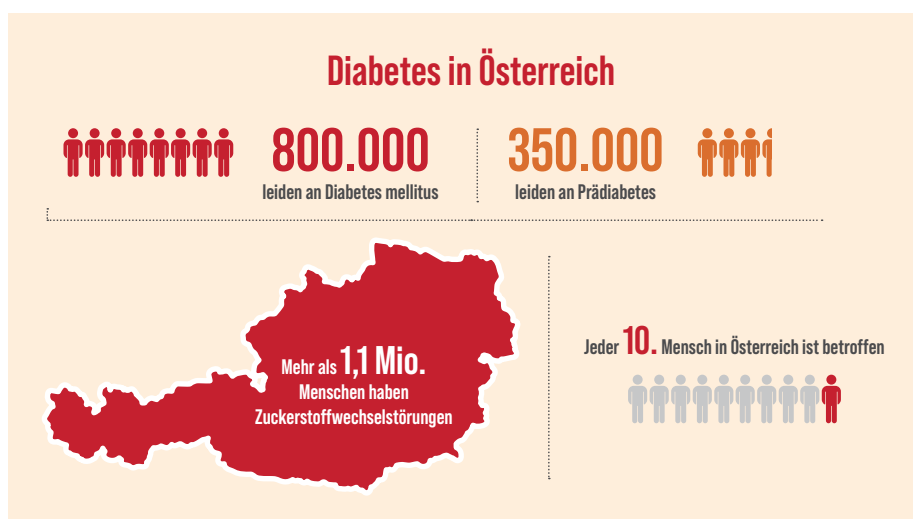 Diabetes in Österreich
800.000
leiden an Diabetes mellitus
350.000
leiden an Prädiabetes
Mehr als 1,1 Mio.
Menschen haben
Zuckerstoffwechselstörungen
Jeder 10. Mensch in Österreich ist betroffen